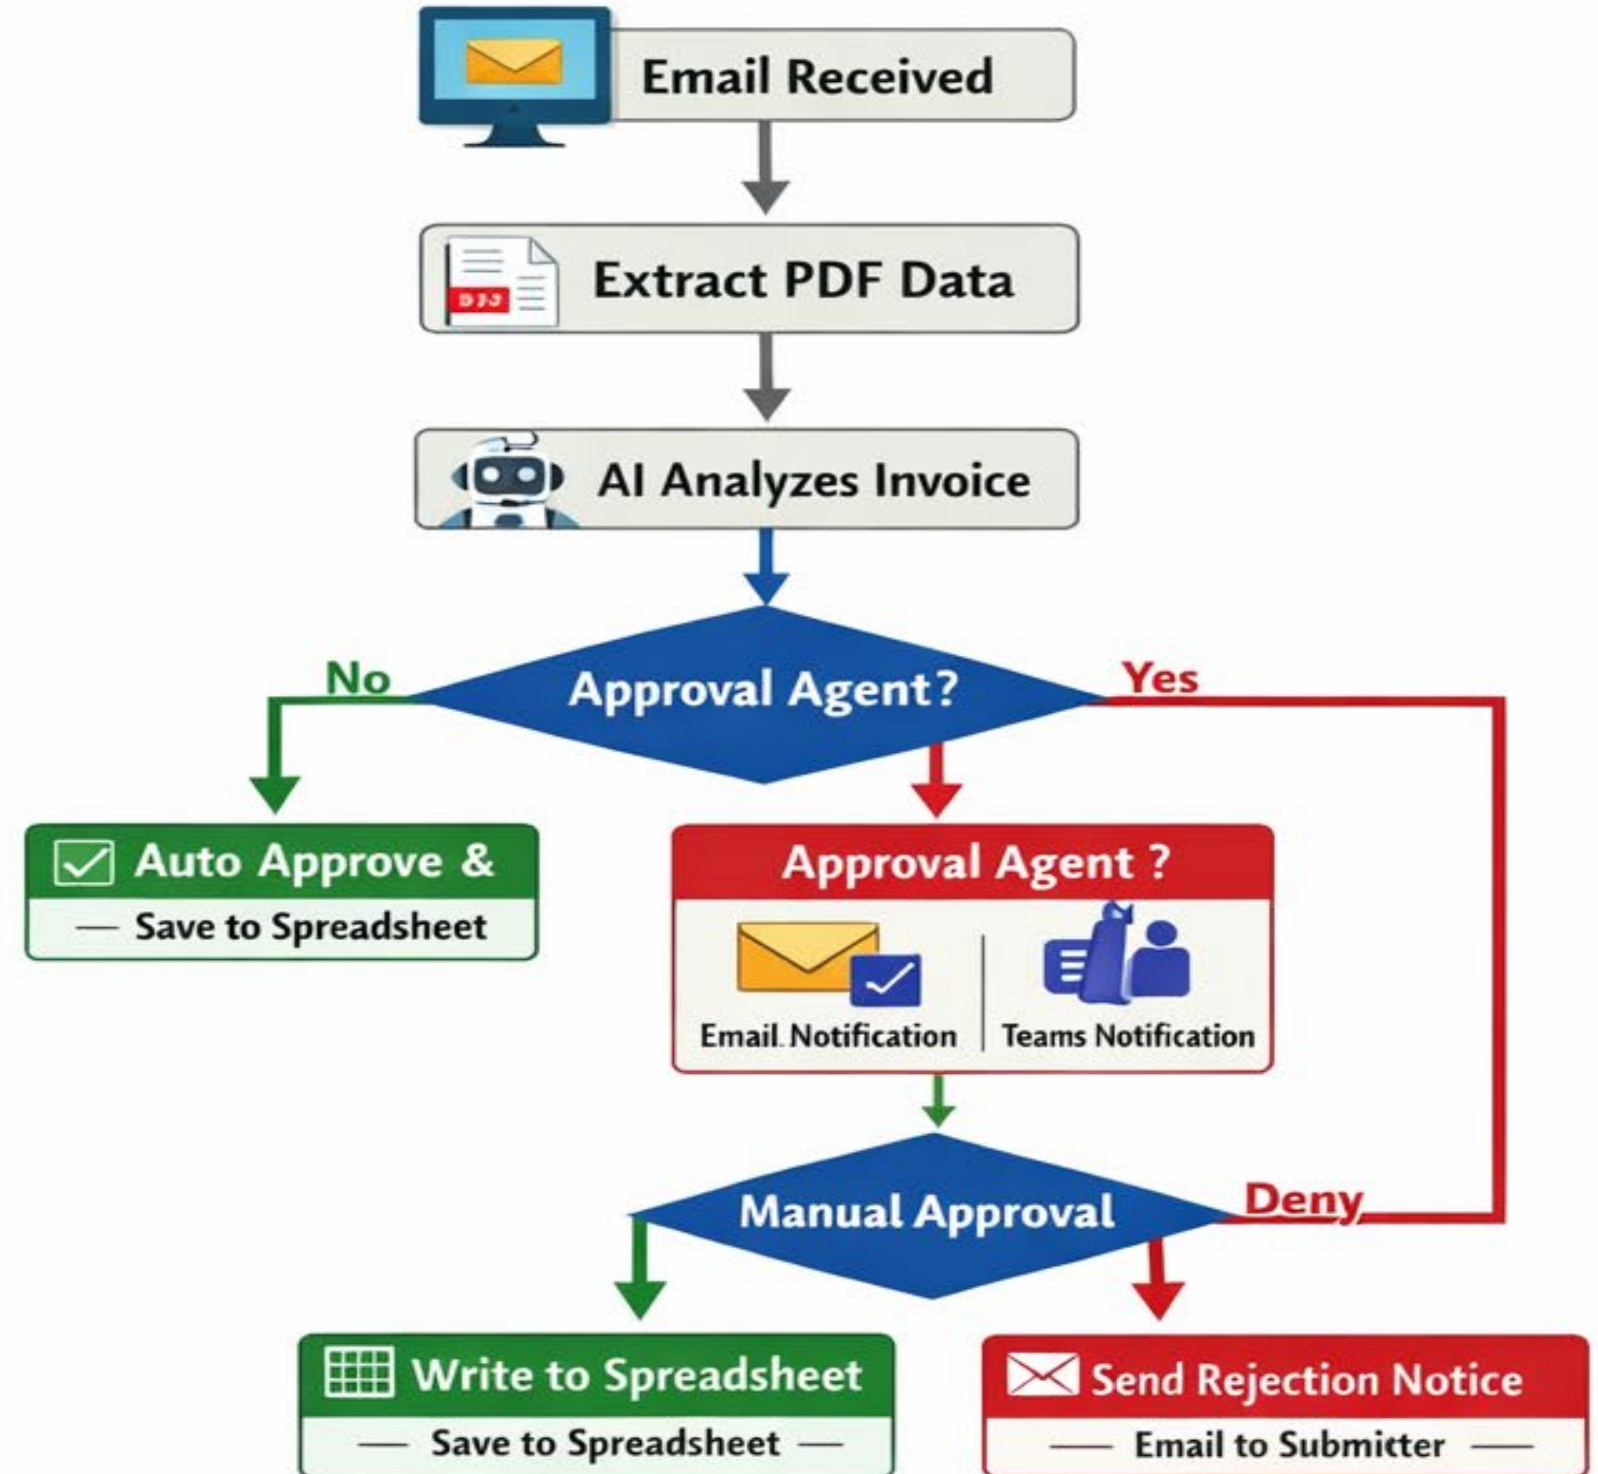 Email Received
Extract PDF Data
AI Analyzes Invoice
Approval Agent?
No
Yes
Auto Approve &
Save to Spreadsheet
Approval Agent ?
Email. Notification
Teams Notification
Manual Approval
Deny
Write to Spreadsheet
Save to Spreadsheet
Send Rejection Notice
Email to Submitter